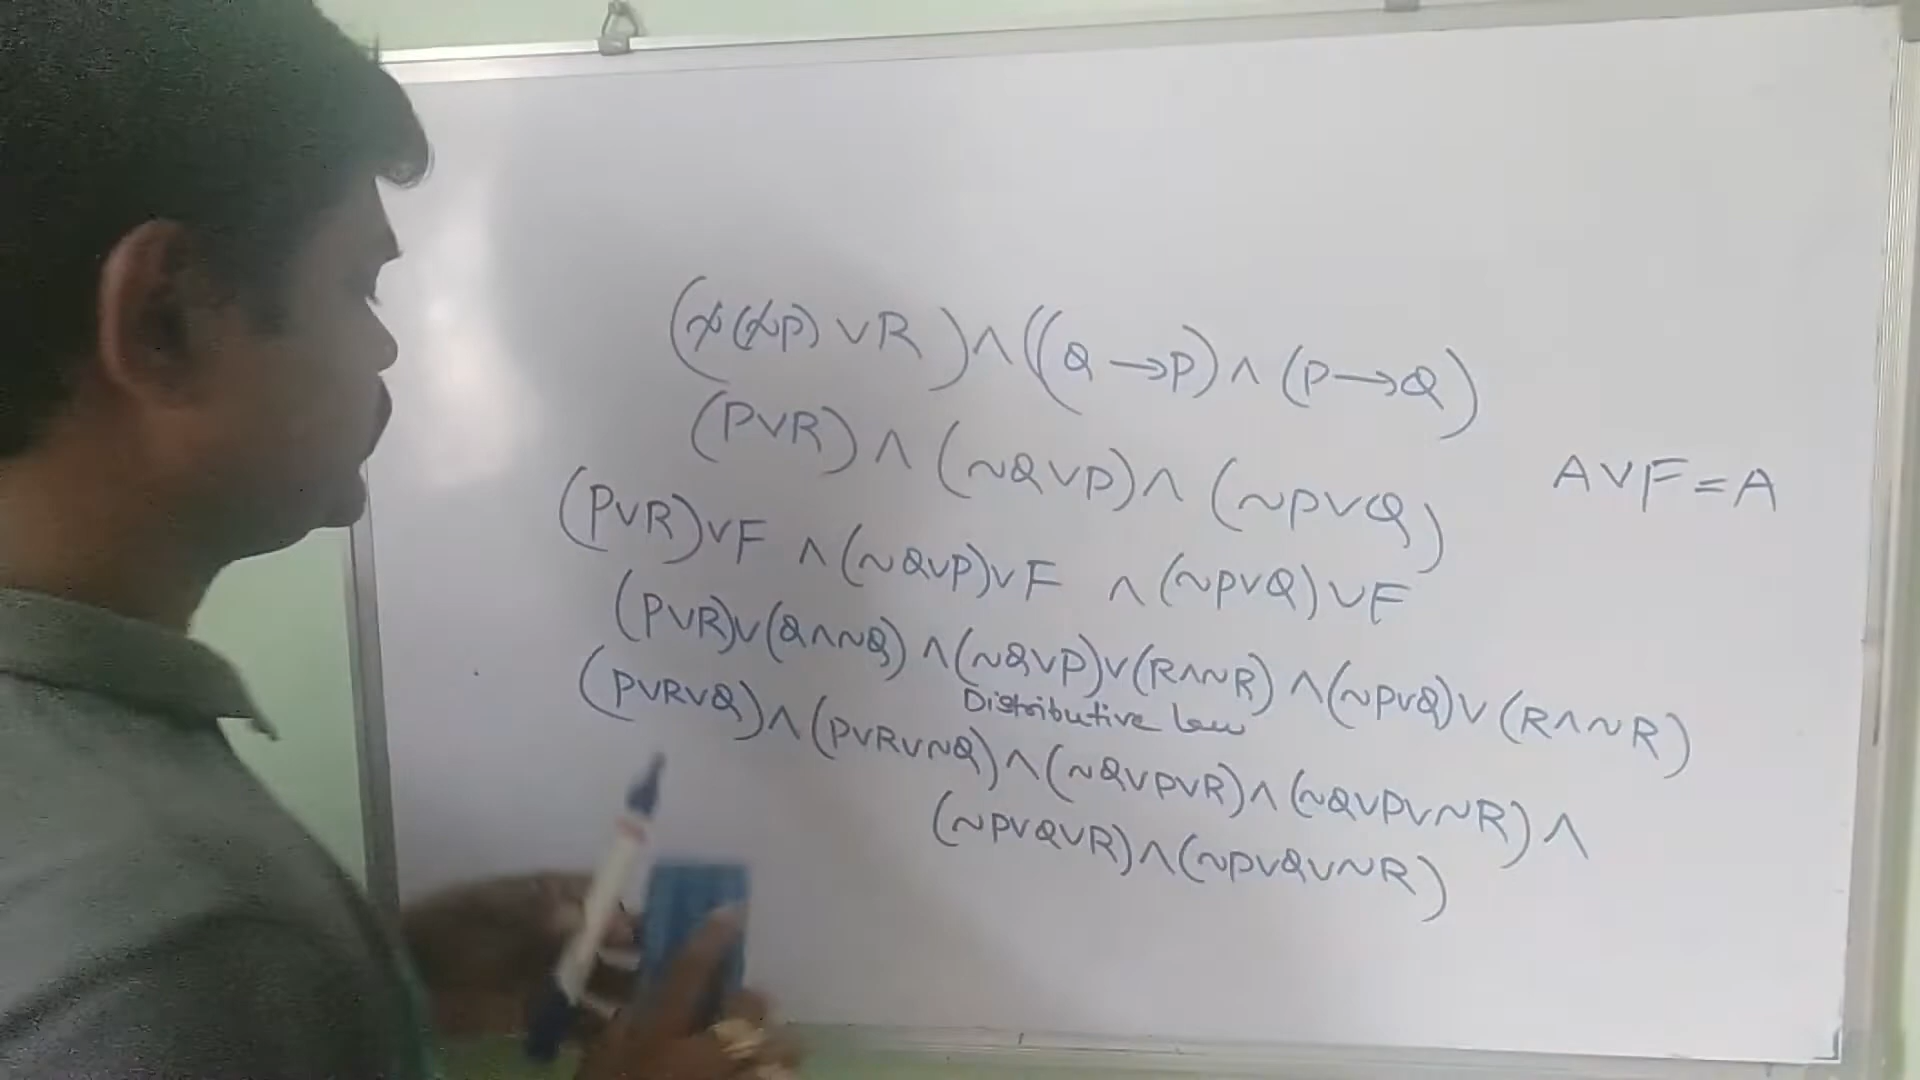 (~(~P) ∨ R) ∧ ((Q → P) ∧ (P → Q)
(P∨R) ∧ (~Q∨P) ∧ (~P∨Q)
A∨F = A
(P∨R)∨F ∧ (~Q∨P)∨F ∧ (~P∨Q)∨F
(P∨R)∨(Q∧~Q) ∧ (~Q∨P)∨(R∧~R) ∧ (~P∨Q)∨(R∧~R)
Distributive law
(P∨R∨Q) ∧ (P∨R∨~Q) ∧ (~Q∨P∨R) ∧ (~Q∨P∨~R) ∧
(~P∨Q∨R) ∧ (~P∨Q∨~R)